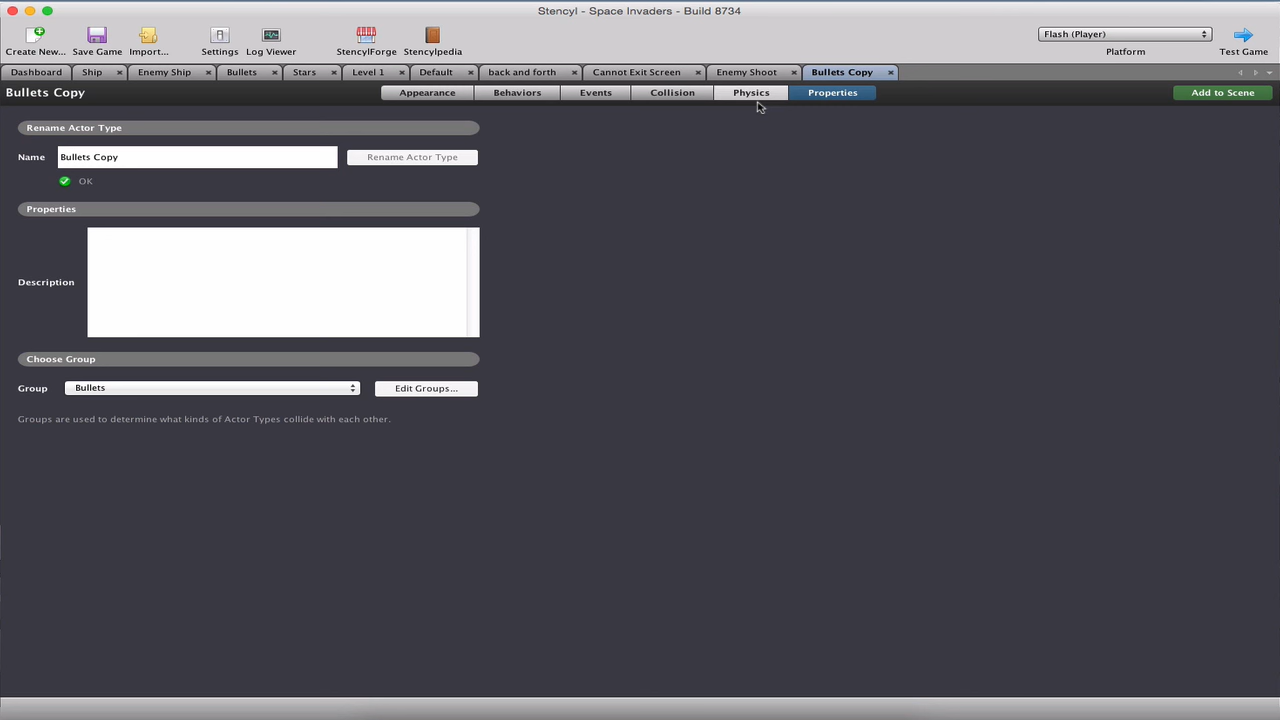 Stencyl - Space Invaders - Build 8734
Create New... Save Game Import... Settings Log Viewer StencylForge Stencylpedia Flash (Player) Platform Test Game
Dashboard Ship Enemy Ship Bullets Stars Level 1 Default back and forth Cannot Exit Screen Enemy Shoot Bullets Copy
Bullets Copy Appearance Behaviors Events Collision Physics Properties Add to Scene
Rename Actor Type
Name Bullets Copy Rename Actor Type
OK
Properties
Description
Choose Group
Group Bullets Edit Groups...
Groups are used to determine what kinds of Actor Types collide with each other.